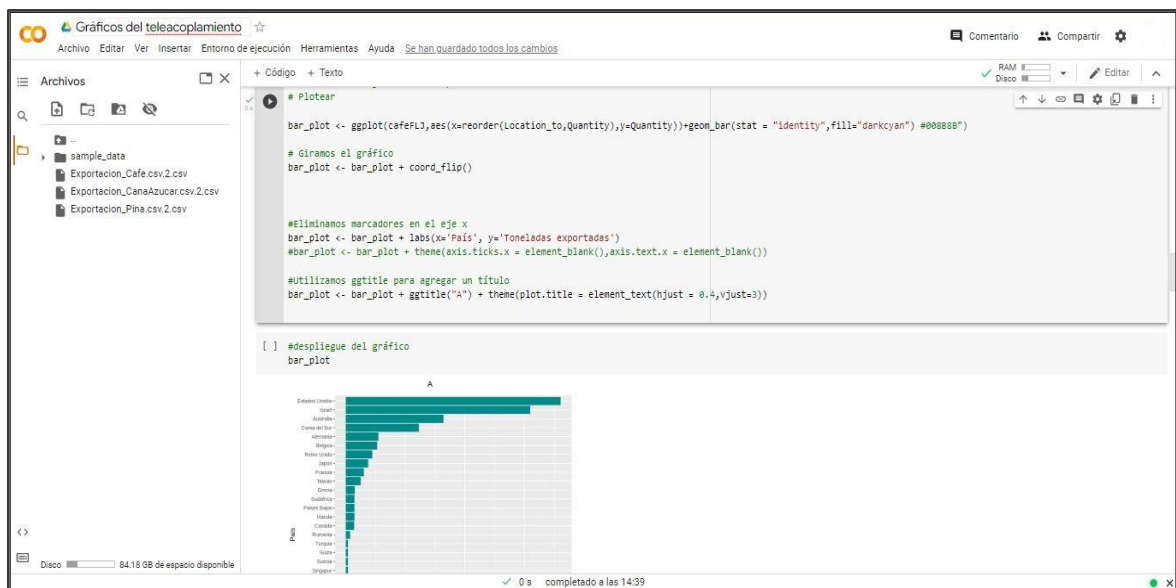 Gráficos del teleacoplamiento
Archivo Editar Ver Insertar Entorno de ejecución Herramientas Ayuda Se han guardado todos los cambios
Comentario Compartir
Archivos
+ Código + Texto
RAM
Disco
Editar
..
sample_data
Exportacion_Cafe.csv.2.csv
Exportacion_CanaAzucar.csv.2.csv
Exportacion_Pina.csv.2.csv
# Plotear
bar_plot <- ggplot(cafeFLJ,aes(x=reorder(Location_to,Quantity),y=Quantity))+geom_bar(stat = "identity",fill="darkcyan") #008B8B")
# Giramos el gráfico
bar_plot <- bar_plot + coord_flip()
#Eliminamos marcadores en el eje x
bar_plot <- bar_plot + labs(x='País', y='Toneladas exportadas')
#bar_plot <- bar_plot + theme(axis.ticks.x = element_blank(),axis.text.x = element_blank())
#Utilizamos ggtitle para agregar un título
bar_plot <- bar_plot + ggtitle("A") + theme(plot.title = element_text(hjust = 0.4,vjust=3))
[ ] #despliegue del gráfico
bar_plot
A
Estados Unidos
Israel
Australia
Corea del Sur
Alemania
Bélgica
Reino Unido
Japón
Francia
Taiwan
Grecia
Sudáfrica
Países Bajos
Irlanda
Canadá
Rumania
Turquía
Suiza
Suecia
Singapur
País
Disco
84.18 GB de espacio disponible
0 s completado a las 14:39